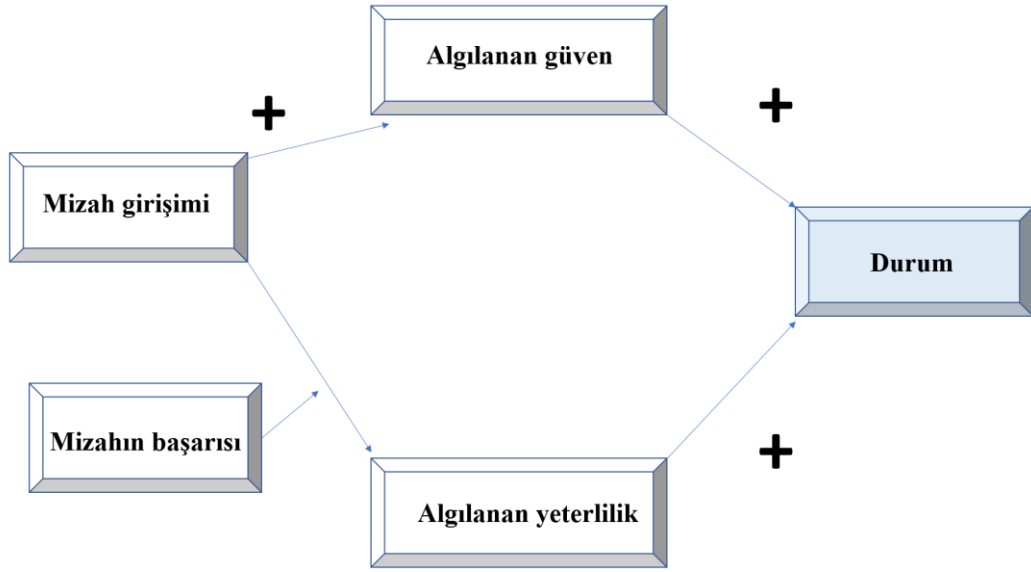 Algılanan güven
+
+
Mizah girişimi
Durum
Mizahın başarısı
+
Algılanan yeterlilik